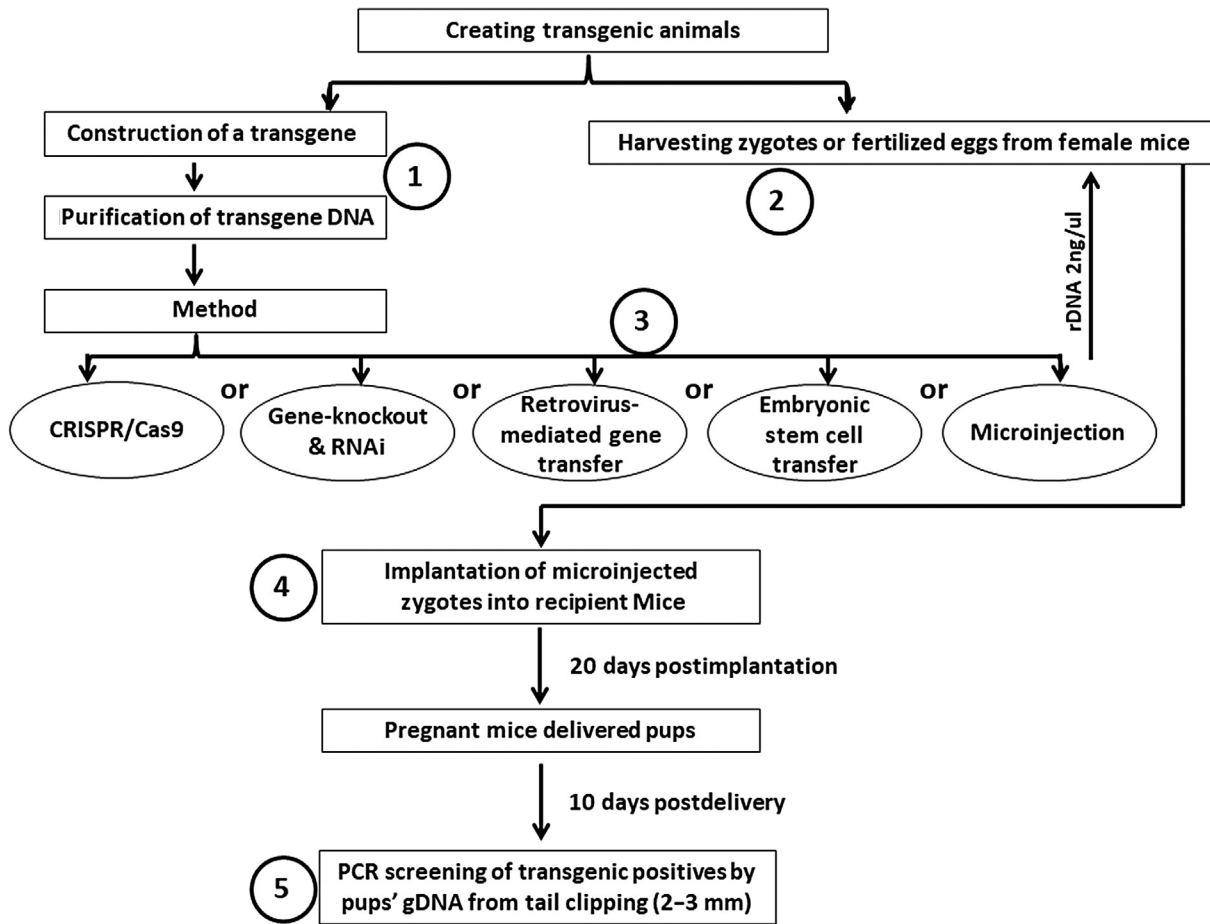 Creating transgenic animals
Construction of a transgene
Harvesting zygotes or fertilized eggs from female mice
1
2
Purification of transgene DNA
rDNA 2ng/ul
Method
3
or
or
or
or
CRISPR/Cas9
Gene-knockout
& RNAi
Retrovirus-
mediated gene
transfer
Embryonic
stem cell
transfer
Microinjection
4
Implantation of microinjected
zygotes into recipient Mice
20 days postimplantation
Pregnant mice delivered pups
10 days postdelivery
5
PCR screening of transgenic positives by
pups’ gDNA from tail clipping (2–3 mm)